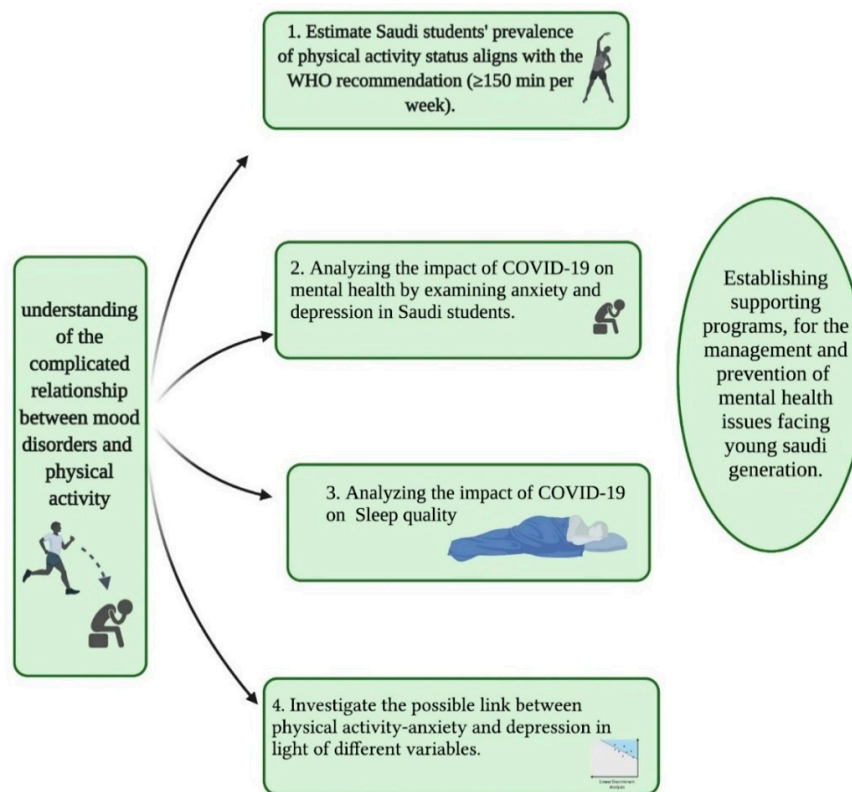 1. Estimate Saudi students' prevalence
of physical activity status aligns with the
WHO recommendation (≥150 min per
week).
understanding
of the
complicated
relationship
between mood
disorders and
physical
activity
2. Analyzing the impact of COVID-19 on
mental health by examining anxiety and
depression in Saudi students.
3. Analyzing the impact of COVID-19
on Sleep quality
4. Investigate the possible link between
physical activity-anxiety and depression in
light of different variables.
Linear Discriminant
Analysis
Establishing
supporting
programs, for the
management and
prevention of
mental health
issues facing
young saudi
generation.